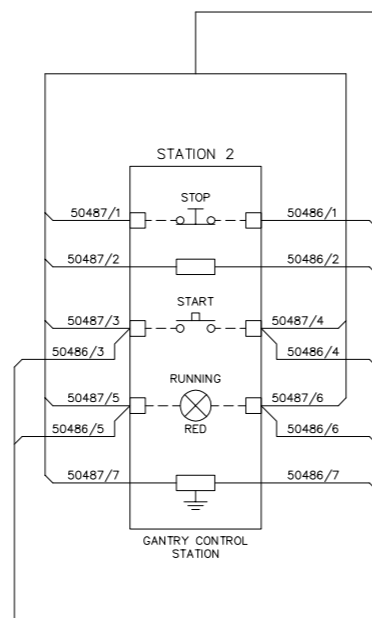 STATION 2
STOP
50487/1
50486/1
50487/2
50486/2
START
50487/3
50487/4
50486/3
50486/4
RUNNING
50487/5
50487/6
50486/5
RED
50486/6
50487/7
50486/7
GANTRY CONTROL
STATION